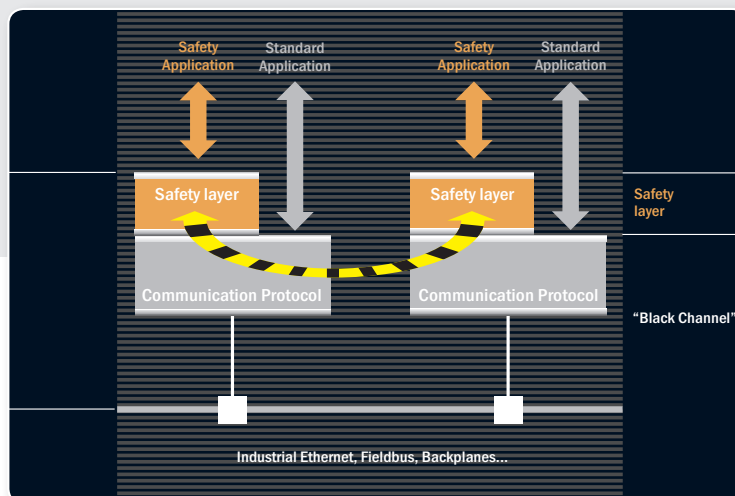 Safety
Application
Standard
Application
Safety
Application
Standard
Application
Safety layer
Safety layer
Safety
layer
Communication Protocol
Communication Protocol
“Black Channel”
Industrial Ethernet, Fieldbus, Backplanes...